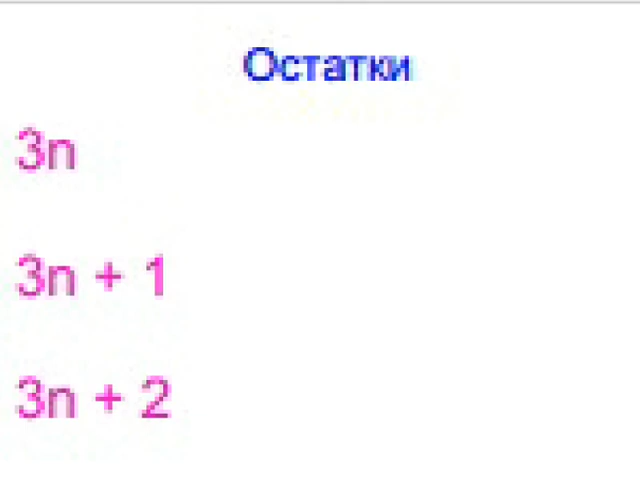 Остатки
3n
3n + 1
3n + 2